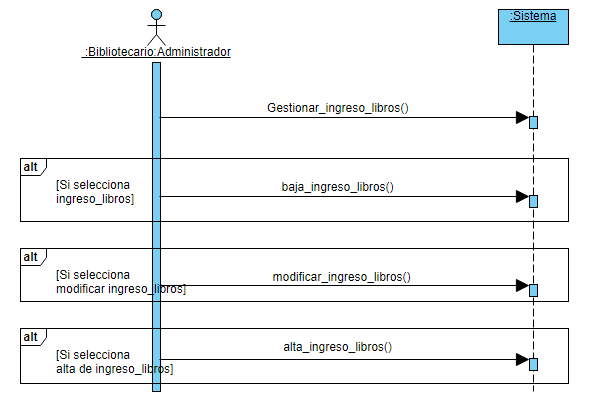 :Sistema
:Bibliotecario:Administrador
Gestionar_ingreso_libros()
alt
[Si selecciona
ingreso_libros]
baja_ingreso_libros()
alt
[Si selecciona
modificar ingreso_libros]
modificar_ingreso_libros()
alt
[Si selecciona
alta de ingreso_libros]
alta_ingreso_libros()